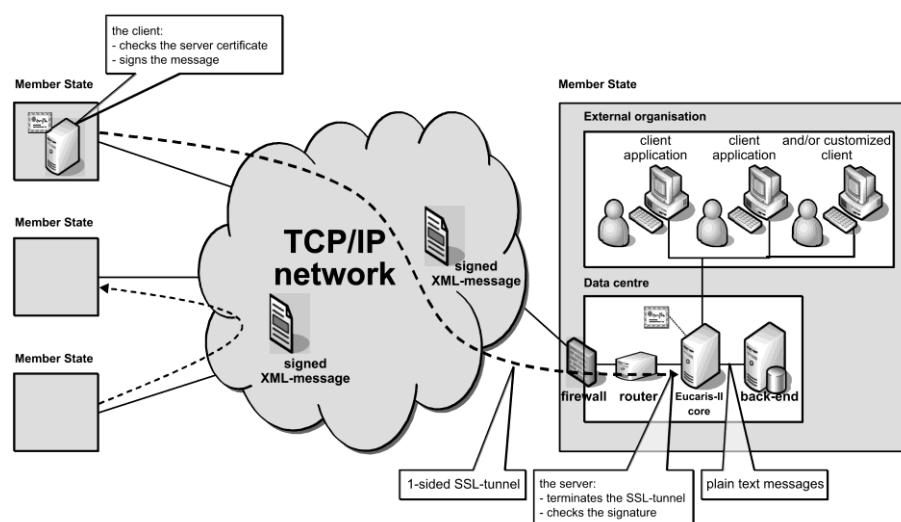 the client:
- checks the server certificate
- signs the message
Member State
Member State
External organisation
client
application
client
application
and/or customized
client
Member State
TCP/IP
network
signed
XML-message
signed
XML-message
Data centre
Member State
firewall
router
Eucaris-II
core
back-end
1-sided SSL-tunnel
the server:
- terminates the SSL-tunnel
- checks the signature
plain text messages